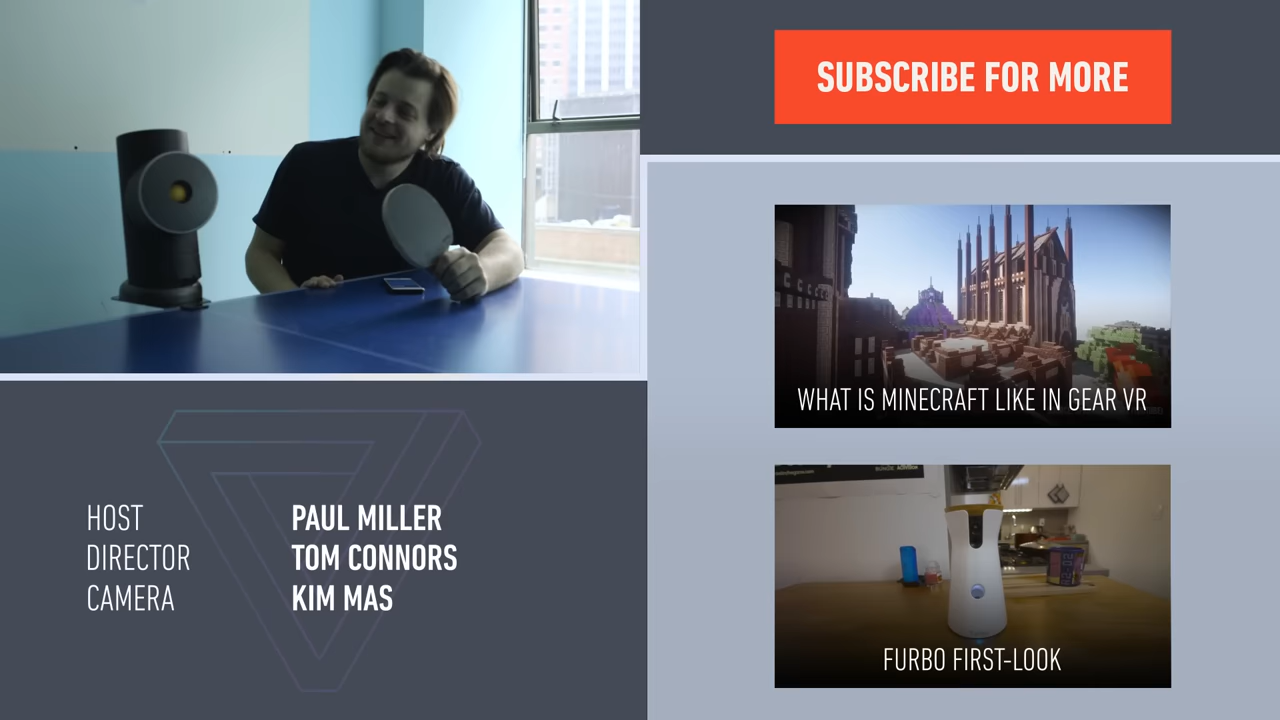 SUBSCRIBE FOR MORE
WHAT IS MINECRAFT LIKE IN GEAR VR
HOST PAUL MILLER
DIRECTOR TOM CONNORS
CAMERA KIM MAS
FURBO FIRST-LOOK